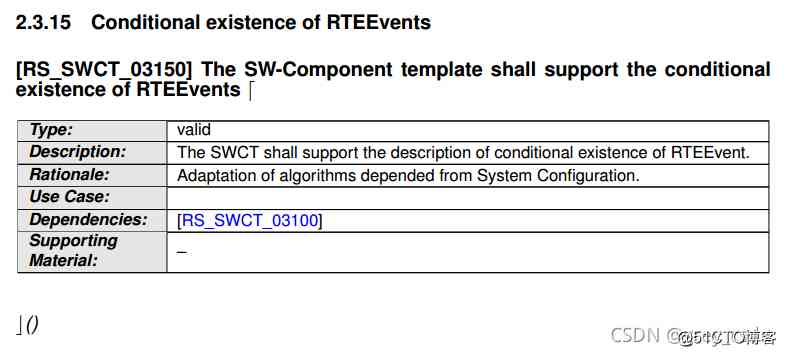 2.3.15 Conditional existence of RTEEvents
[RS_SWCT_03150] The SW-Component template shall support the conditional
existence of RTEEvents ⌈
Type: valid
Description: The SWCT shall support the description of conditional existence of RTEEvent.
Rationale: Adaptation of algorithms depended from System Configuration.
Use Case:
Dependencies: [RS_SWCT_03100]
Supporting
Material: –
⌋()
CSDN
@51CTO博客